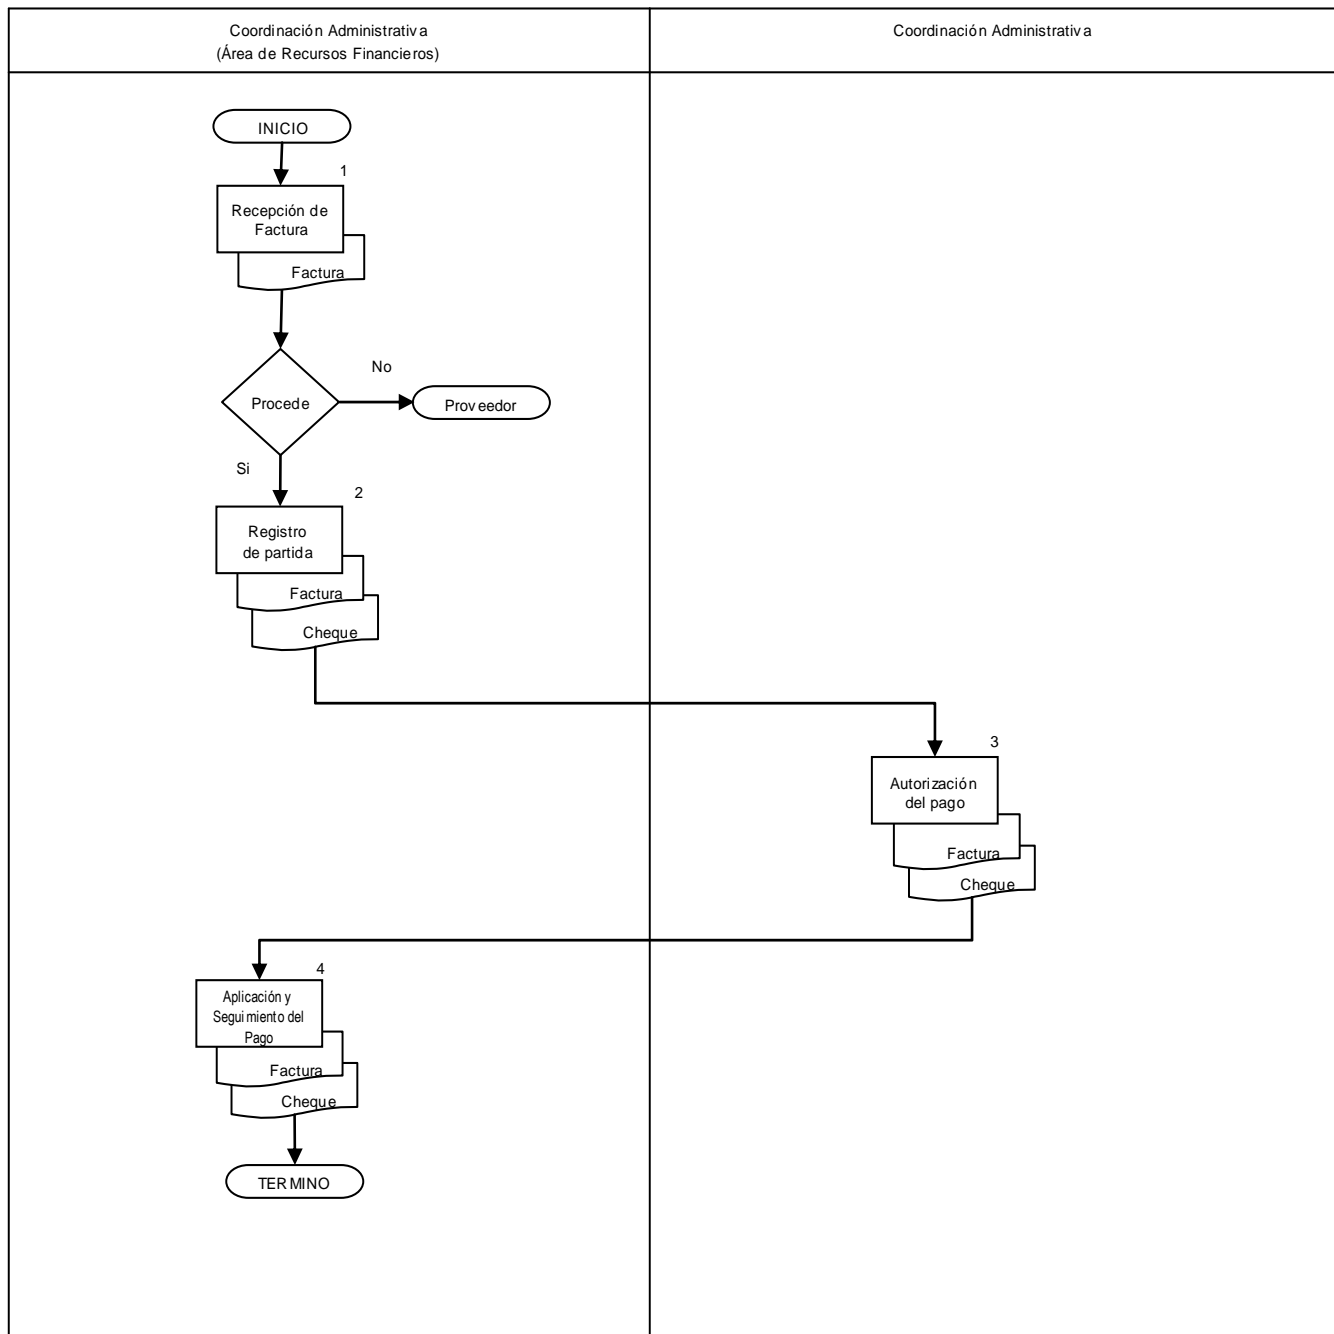 Coordinación Administrativa
(Área de Recursos Financieros)
Coordinación Administrativa
INICIO
1
Recepción de
Factura
Factura
No
Procede
Proveedor
Si
2
Registro
de partida
Factura
Cheque
3
Autorización
del pago
Factura
Cheque
4
Aplicación y
Seguimiento del
Pago
Factura
Cheque
TERMINO